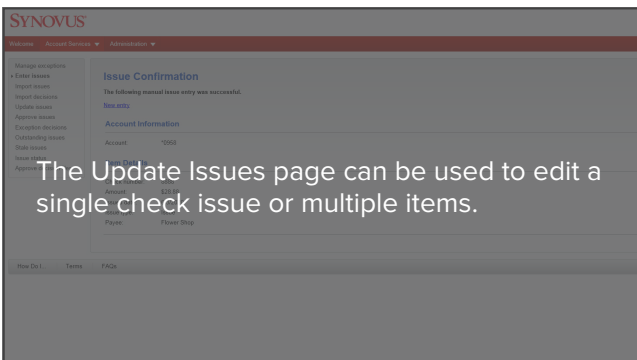 SYNOVUS
Welcome Account Services Administration
Manage exceptions
Enter issues
Import issues
Import decisions
Update issues
Approve issues
Exception decisions
Outstanding issues
Stale issues
Issue status
Issue Confirmation
The following manual issue entry was successful.
New entry
Account Information
Account:
Item Details
The Update Issues page can be used to edit a
single check issue or multiple items.
Amount:
Payee: Flower Shop
How Do I... Terms FAQs